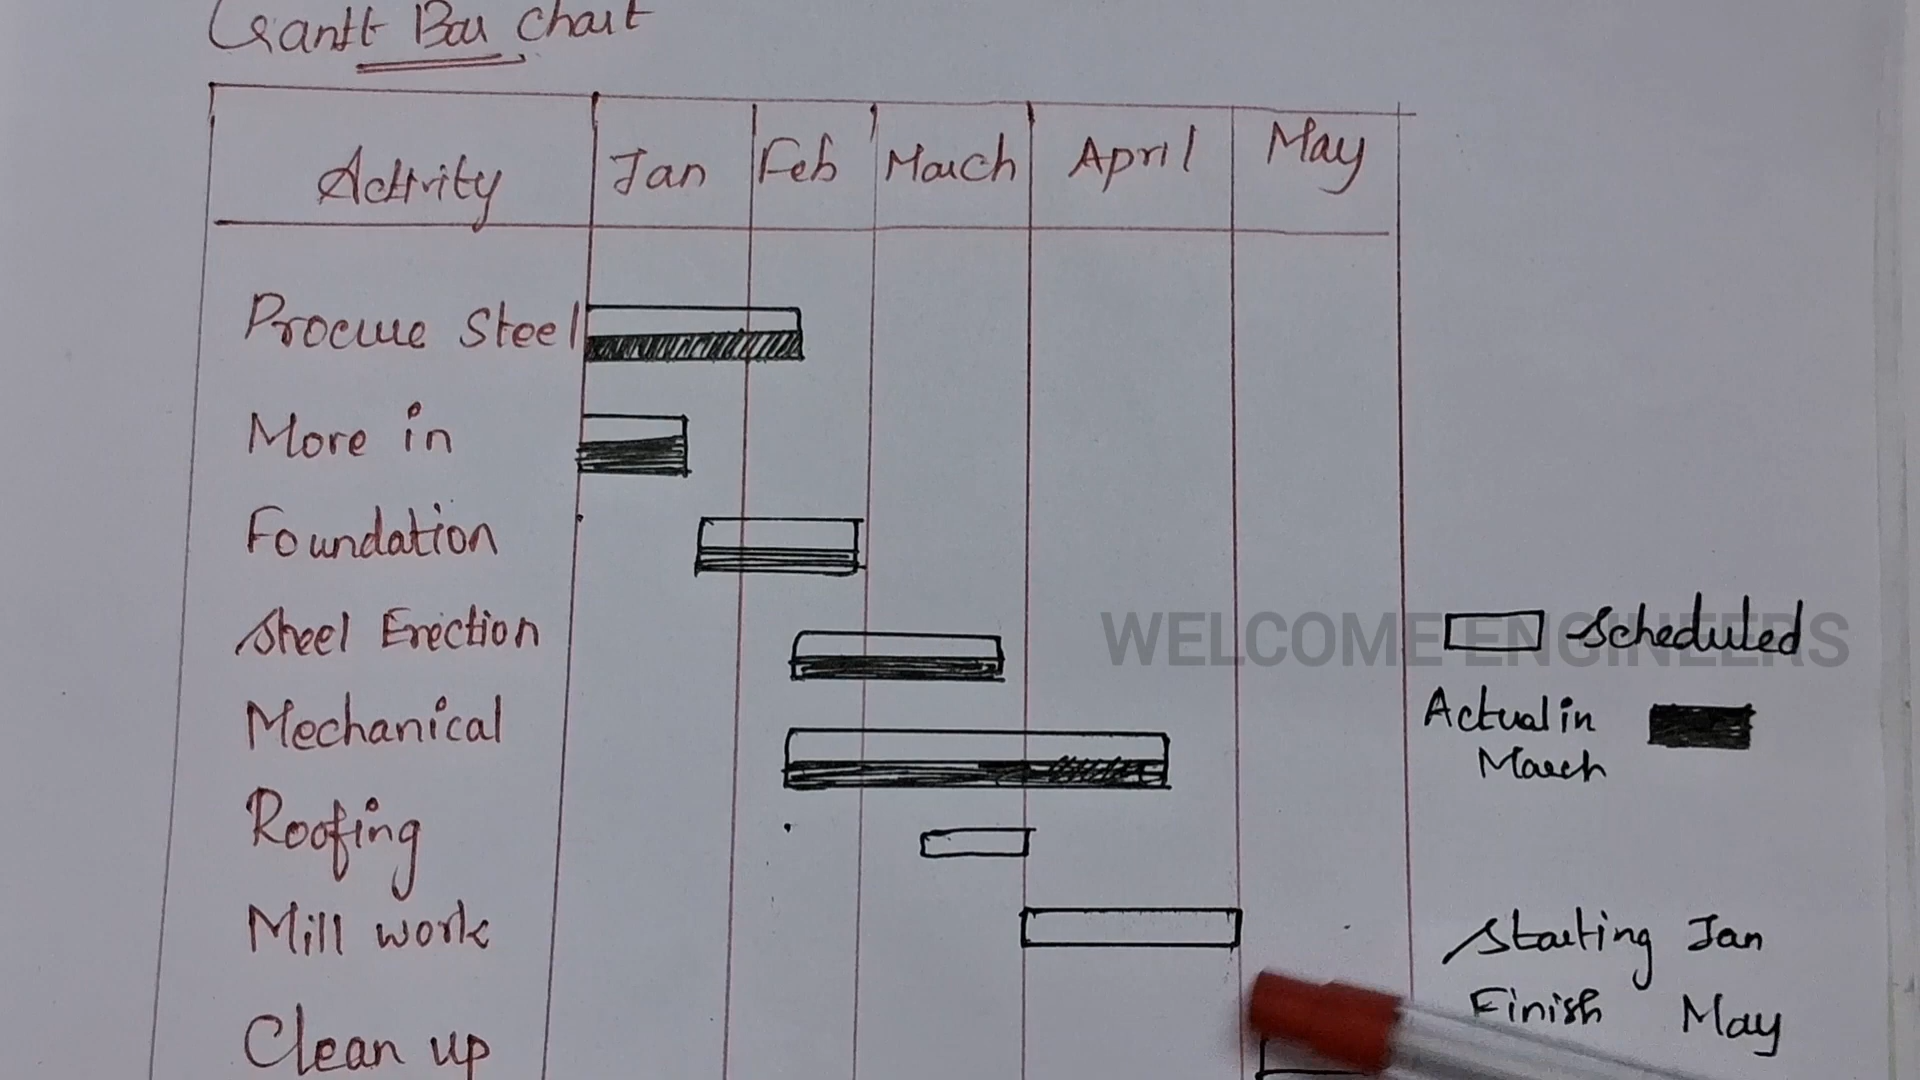 Gantt Bar Chart
Activity Jan Feb March April May
Procure Steel
More in
Foundation
Steel Erection
Mechanical
Roofing
Mill work
Clean up
WELCOME ENGINEERS
Scheduled
Actual in
March
Starting Jan
Finish May